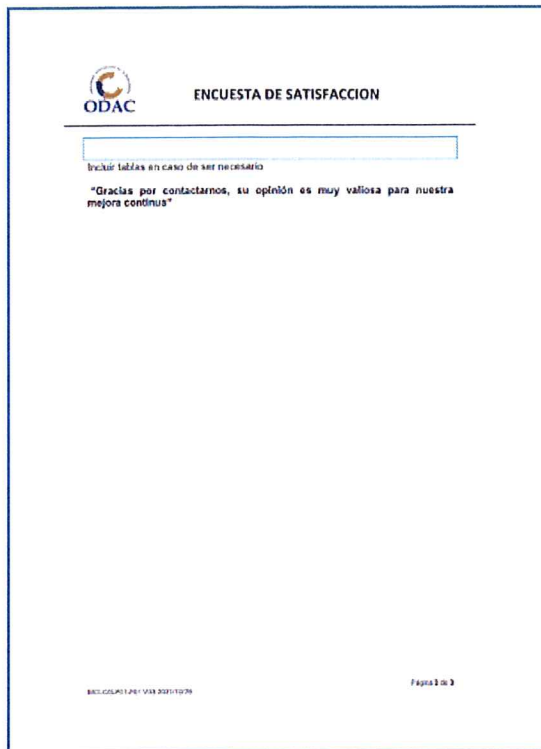 ODAC
ENCUESTA DE SATISFACCION
Incluir tablas en caso de ser necesario
"Gracias por contactarnos, su opinión es muy valiosa para nuestra
mejora continua"
Página 3 de 3